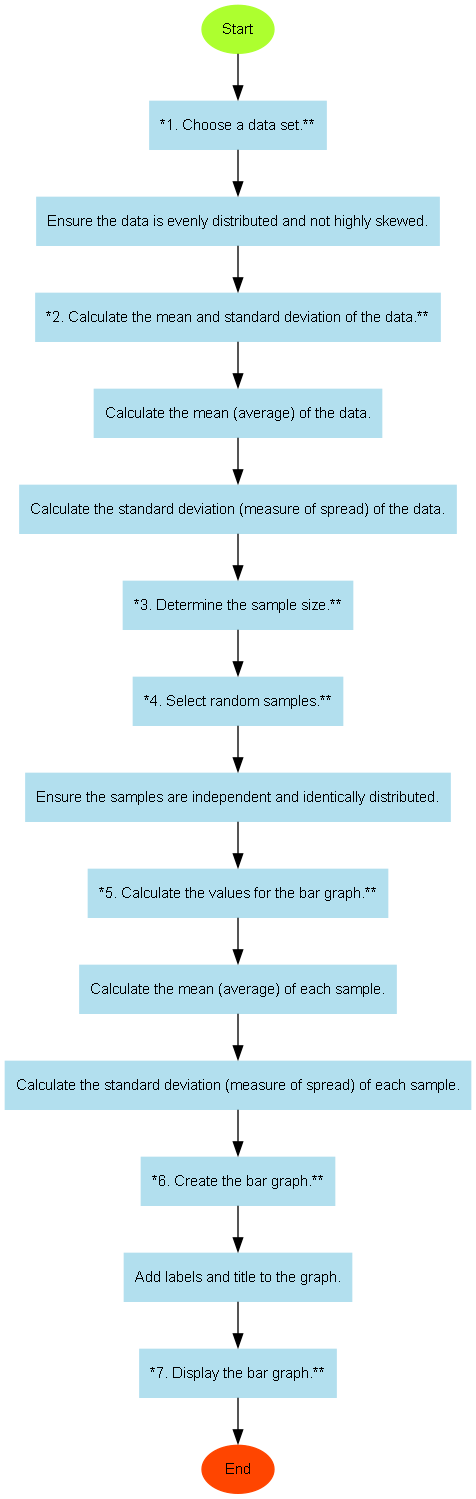 Start
*1. Choose a data set.**
Ensure the data is evenly distributed and not highly skewed.
*2. Calculate the mean and standard deviation of the data.**
Calculate the mean (average) of the data.
Calculate the standard deviation (measure of spread) of the data.
*3. Determine the sample size.**
*4. Select random samples.**
Ensure the samples are independent and identically distributed.
*5. Calculate the values for the bar graph.**
Calculate the mean (average) of each sample.
Calculate the standard deviation (measure of spread) of each sample.
*6. Create the bar graph.**
Add labels and title to the graph.
*7. Display the bar graph.**
End